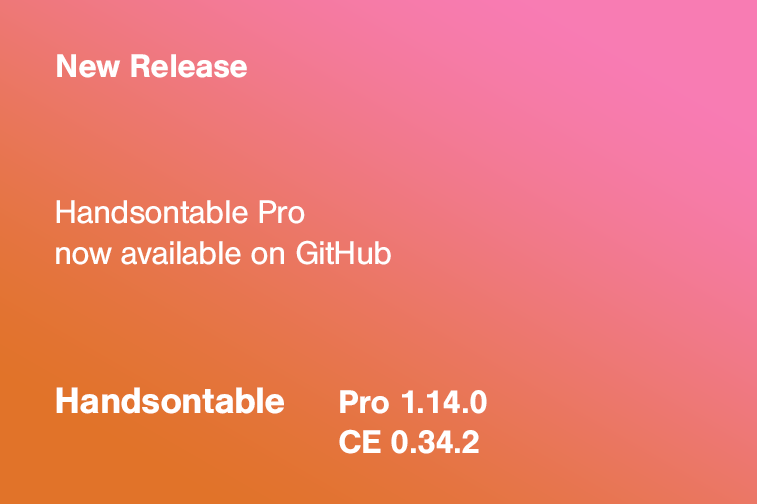 New Release
Handsontable Pro
now available on GitHub
Handsontable
Pro 1.14.0
CE 0.34.2